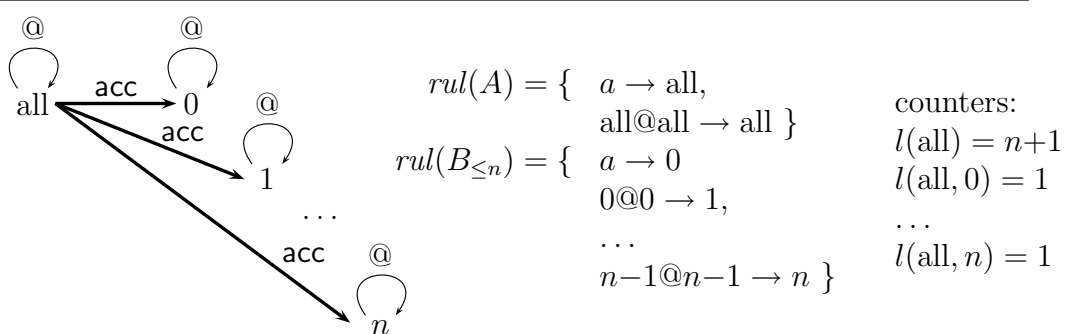 @ @
all acc 0
acc @
1
...
acc @
n
rul(A) = { a → all,
all@all → all }
rul(B≤n) = { a → 0
0@0 → 1,
...
n−1@n−1 → n }
counters:
l(all) = n+1
l(all, 0) = 1
...
l(all, n) = 1